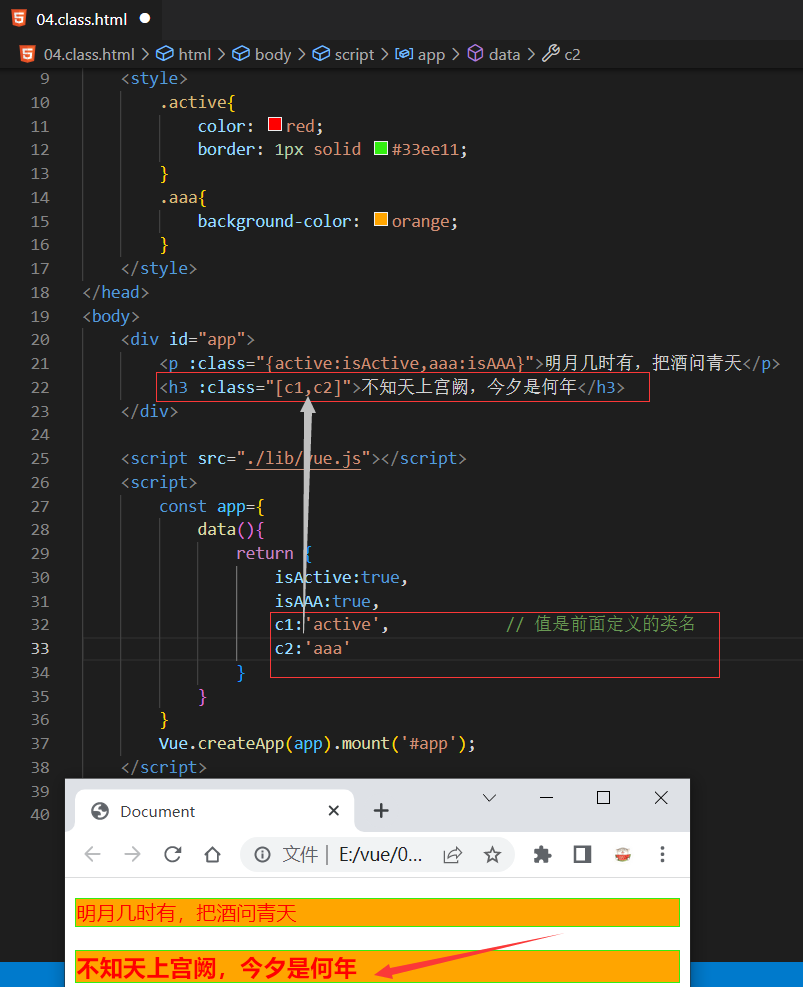 04.class.html
04.class.html > html > body > script > app > data > c2
9 <style>
10 .active{
11 color: red;
12 border: 1px solid #33ee11;
13 }
14 .aaa{
15 background-color: orange;
16 }
17 </style>
18 </head>
19 <body>
20 <div id="app">
21 <p :class="{active:isActive,aaa:isAAA}">明月几时有，把酒问青天</p>
22 <h3 :class="[c1,c2]">不知天上宫阙，今夕是何年</h3>
23 </div>
24
25 <script src="./lib/vue.js"></script>
26 <script>
27 const app={
28 data(){
29 return {
30 isActive:true,
31 isAAA:true,
32 c1:'active', // 值是前面定义的类名
33 c2:'aaa'
34 }
35 }
36 }
37 Vue.createApp(app).mount('#app');
38 </script>
39
40
Document
文件 | E:/vue/0...
明月几时有，把酒问青天
不知天上宫阙，今夕是何年